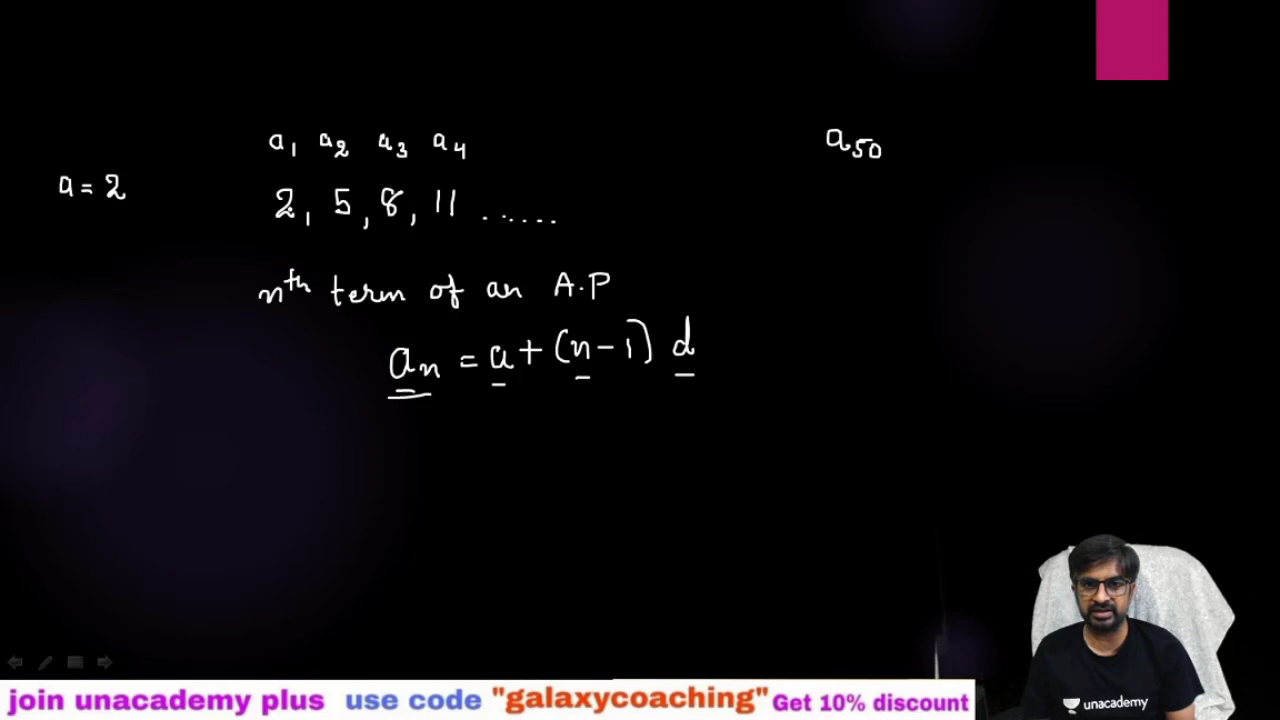 a₁ a₂ a₃ a₄
a₅₀
a = 2
2, 5, 8, 11 ......
nth term of an A.P
aₙ = a + (n - 1) d
unacademy
join unacademy plus use code "galaxycoaching" Get 10% discount